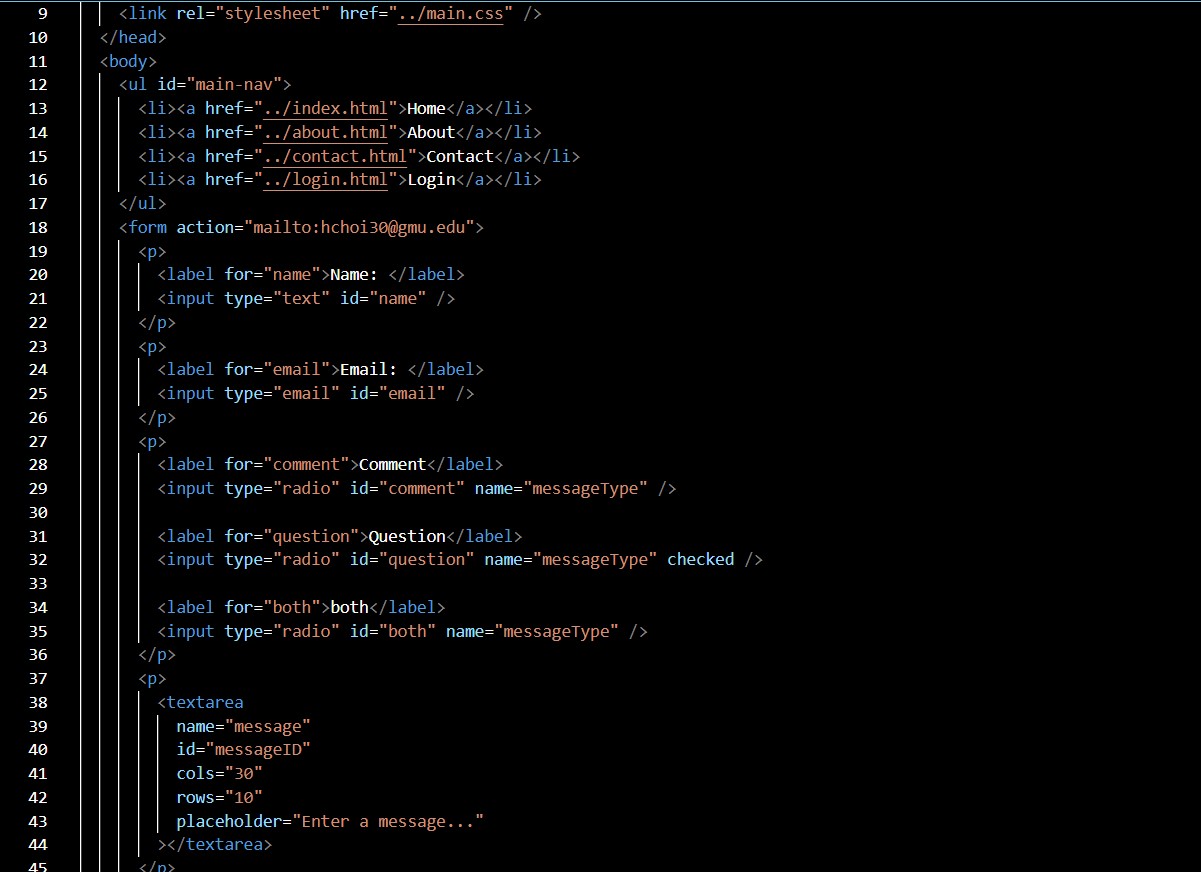 9 <link rel="stylesheet" href="../main.css" />
10 </head>
11 <body>
12 <ul id="main-nav">
13 <li><a href="../index.html">Home</a></li>
14 <li><a href="../about.html">About</a></li>
15 <li><a href="../contact.html">Contact</a></li>
16 <li><a href="../login.html">Login</a></li>
17 </ul>
18 <form action="mailto:hchoi30@gmu.edu">
19 <p>
20 <label for="name">Name: </label>
21 <input type="text" id="name" />
22 </p>
23 <p>
24 <label for="email">Email: </label>
25 <input type="email" id="email" />
26 </p>
27 <p>
28 <label for="comment">Comment</label>
29 <input type="radio" id="comment" name="messageType" />
30
31 <label for="question">Question</label>
32 <input type="radio" id="question" name="messageType" checked />
33
34 <label for="both">both</label>
35 <input type="radio" id="both" name="messageType" />
36 </p>
37 <p>
38 <textarea
39 name="message"
40 id="messageID"
41 cols="30"
42 rows="10"
43 placeholder="Enter a message..."
44 ></textarea>
45 </p>